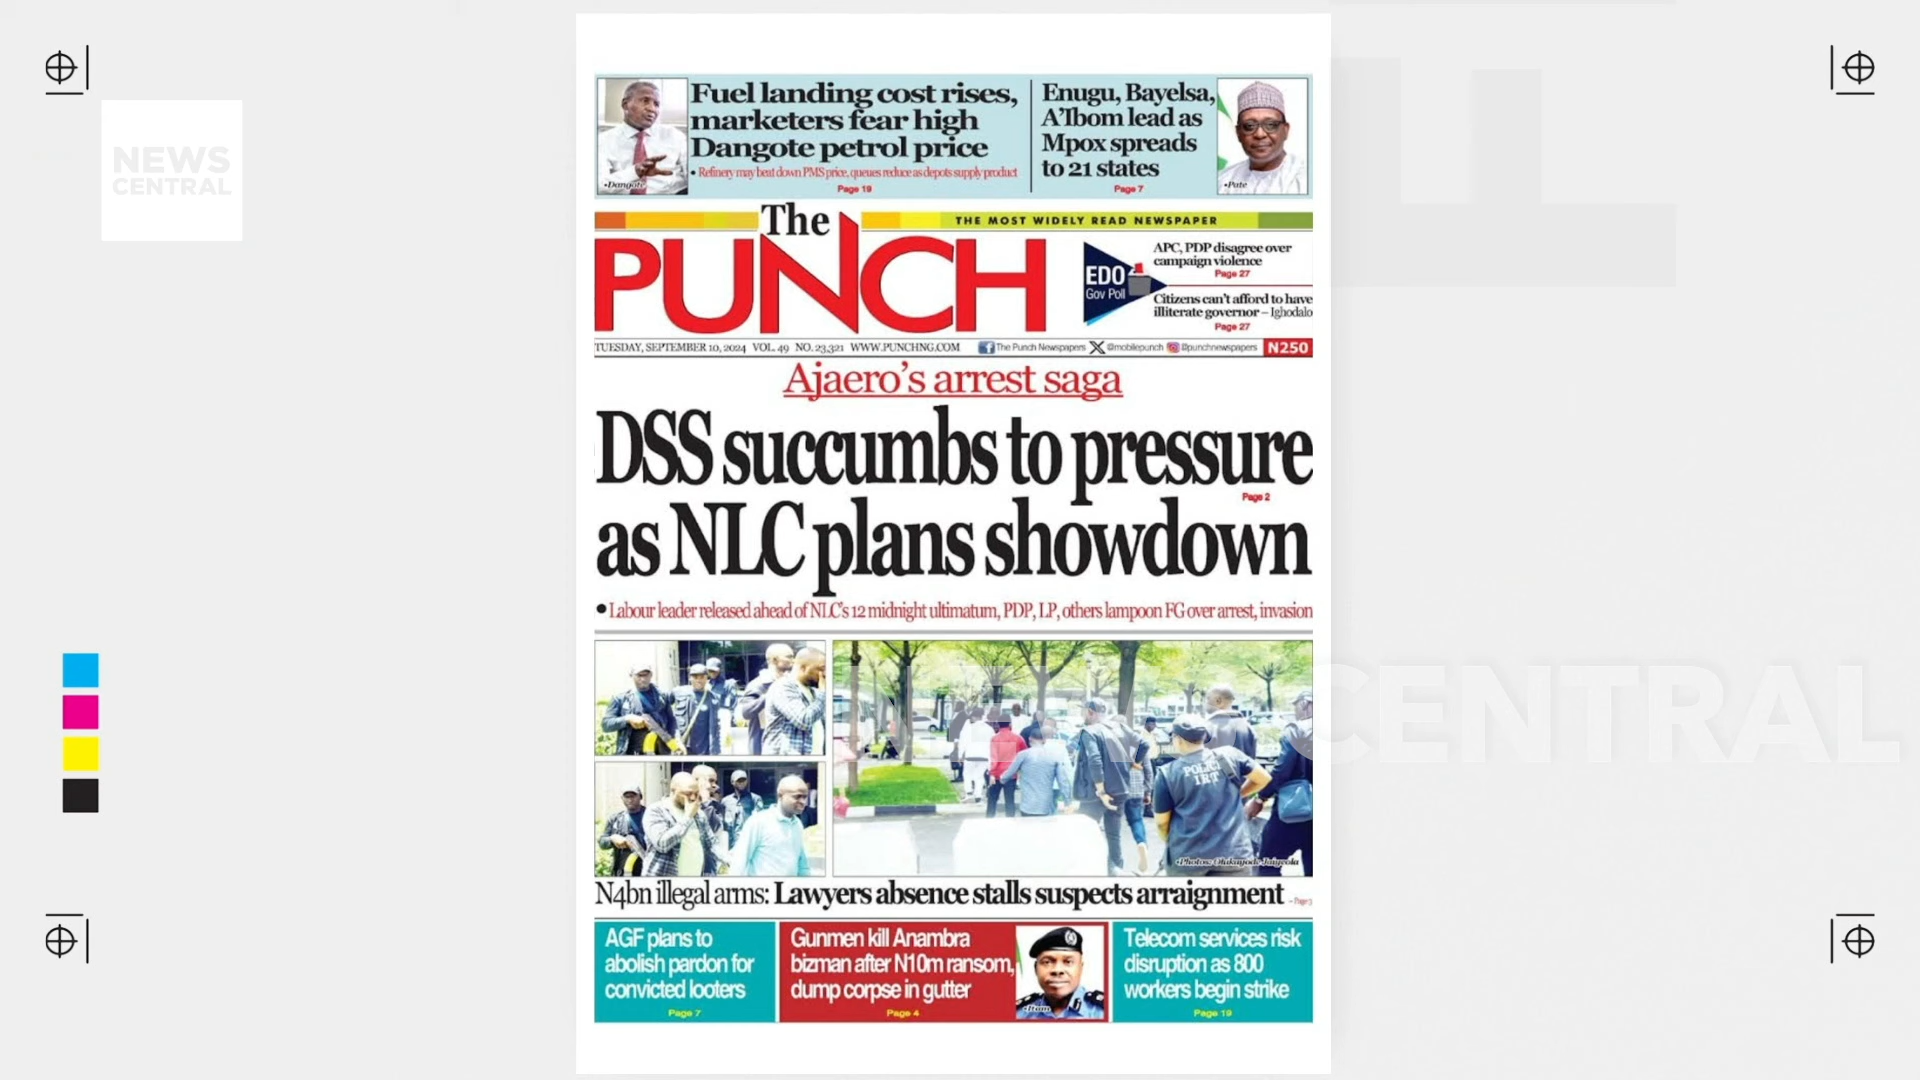 NEWS
CENTRAL
Fuel landing cost rises,
marketers fear high
Dangote petrol price
• Refinery may beat down PMS price, queues reduce as depots supply product
Page 19
•Dangote
Enugu, Bayelsa,
A'Ibom lead as
Mpox spreads
to 21 states
Page 7
•Pate
The
PUNCH
THE MOST WIDELY READ NEWSPAPER
EDO
Gov Poll
APC, PDP disagree over
campaign violence
Page 27
Citizens can't afford to have
illiterate governor – Ighodalo
Page 27
TUESDAY, SEPTEMBER 10, 2024 VOL. 49 NO. 23,321 WWW.PUNCHNG.COM
The Punch Newspapers @mobilepunch @punchnewspapers N250
Ajaero's arrest saga
DSS succumbs to pressure
Page 2
as NLC plans showdown
• Labour leader released ahead of NLC's 12 midnight ultimatum, PDP, LP, others lampoon FG over arrest, invasion
NEWS CENTRAL
POLICE
IRT
•Photos: Olukayode Jaiyeola
N4bn illegal arms: Lawyers absence stalls suspects arraignment – Page 3
AGF plans to
abolish pardon for
convicted looters
Page 7
Gunmen kill Anambra
bizman after N10m ransom,
dump corpse in gutter
Page 4
Telecom services risk
disruption as 800
workers begin strike
Page 19